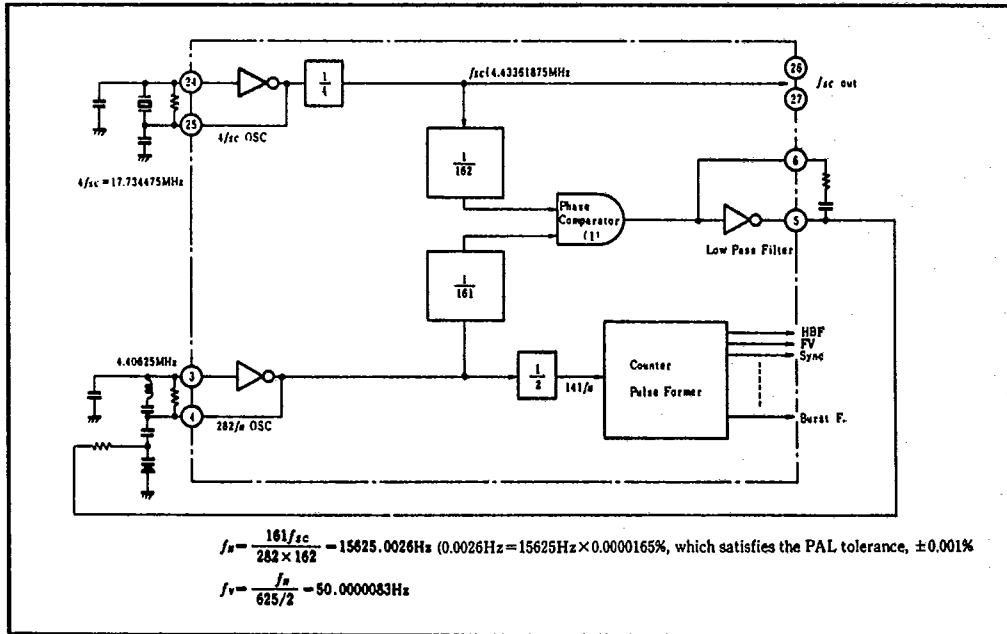 24
25
1/4
fsc(4.43361875MHz
26
27
fsc out
4fsc OSC
4fsc=17.734475MHz
1/162
6
Phase
Comparator
(1)
5
Low Pass Filter
1/161
4.40625MHz
3
4
282fH OSC
1/2
141fH
Counter
Pulse Former
HBF
FV
Sync
Burst F.
fH= 161fsc / 282×162 =15625.0026Hz (0.0026Hz=15625Hz×0.0000165%, which satisfies the PAL tolerance, ±0.001%
fV= fH / 625/2 =50.0000083Hz